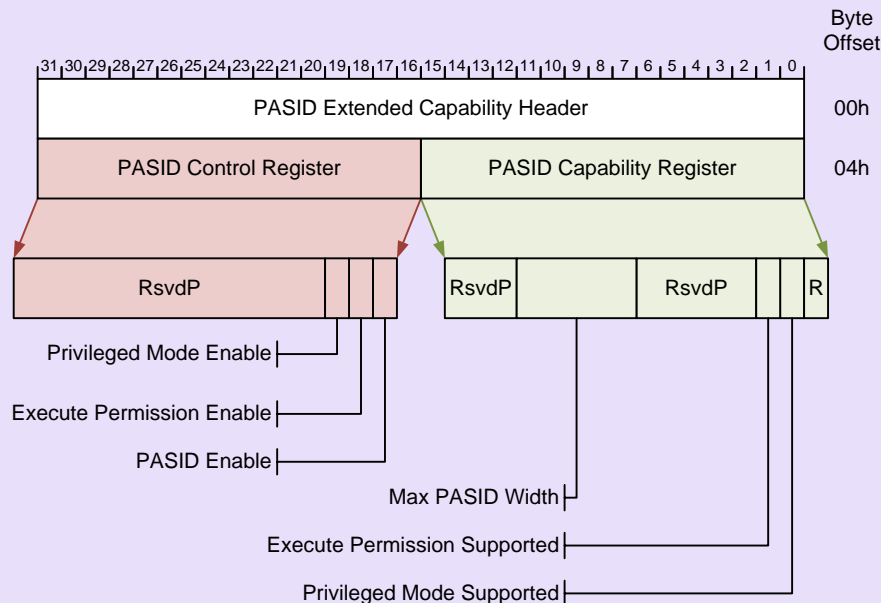 Byte
Offset
31 30 29 28 27 26 25 24 23 22 21 20 19 18 17 16 15 14 13 12 11 10 9 8 7 6 5 4 3 2 1 0
PASID Extended Capability Header 00h
PASID Control Register PASID Capability Register 04h
RsvdP RsvdP RsvdP R
Privileged Mode Enable
Execute Permission Enable
PASID Enable
Max PASID Width
Execute Permission Supported
Privileged Mode Supported